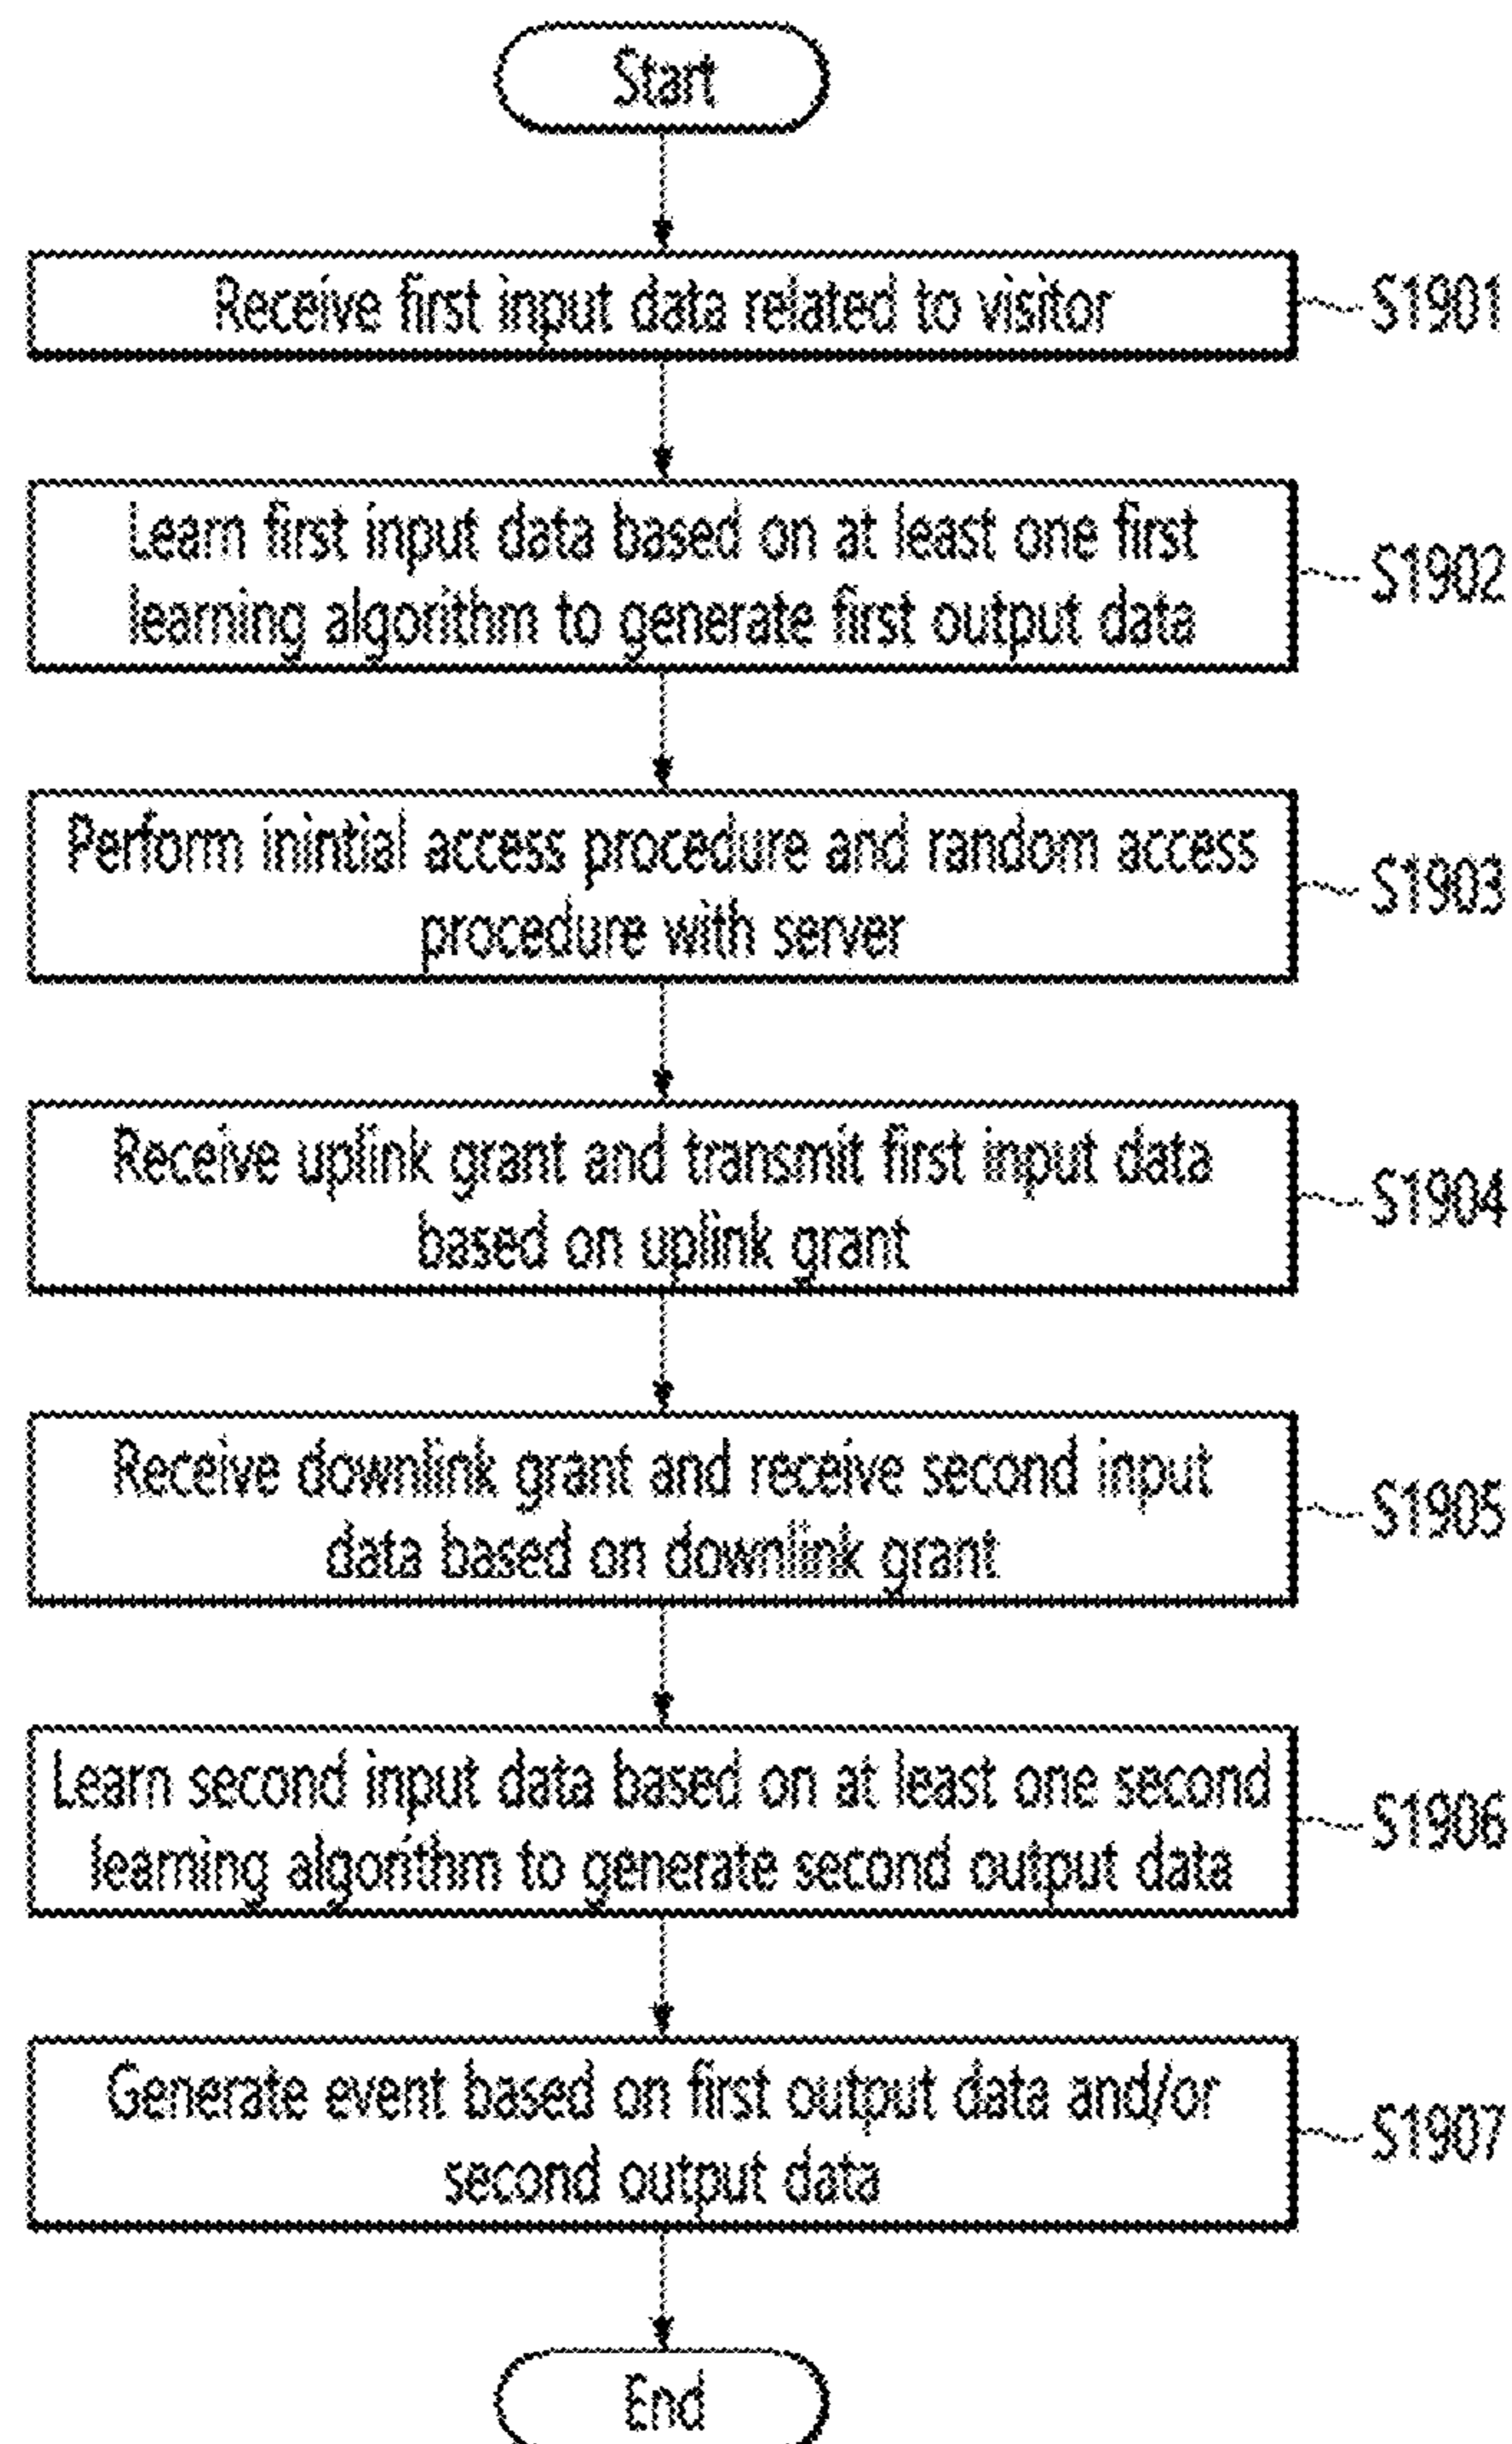 Start
Receive first input data related to visitor
S1901
Learn first input data based on at least one first
learning algorithm to generate first output data
S1902
Perform inintial access procedure and random access
procedure with server
S1903
Receive uplink grant and transmit first input data
based on uplink grant
S1904
Receive downlink grant and receive second input
data based on downlink grant
S1905
Learn second input data based on at least one second
learning algorithm to generate second output data
S1906
Generate event based on first output data and/or
second output data
S1907
End